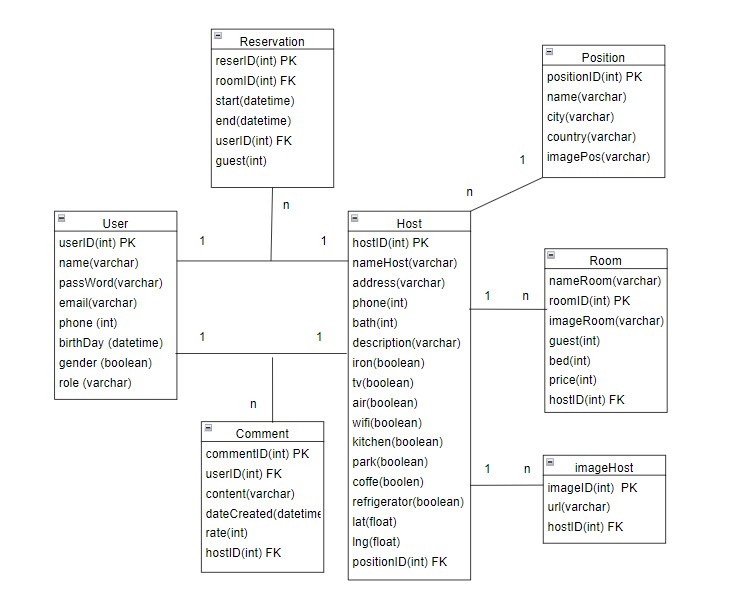 Reservation
reserID(int) PK
roomID(int) FK
start(datetime)
end(datetime)
userID(int) FK
guest(int)
Position
positionID(int) PK
name(varchar)
city(varchar)
country(varchar)
imagePos(varchar)
1
n
n
User
userID(int) PK
name(varchar)
passWord(varchar)
email(varchar)
phone (int)
birthDay (datetime)
gender (boolean)
role (varchar)
1
1
1
1
n
Host
hostID(int) PK
nameHost(varchar)
address(varchar)
phone(int)
bath(int)
description(varchar)
iron(boolean)
tv(boolean)
air(boolean)
wifi(boolean)
kitchen(boolean)
park(boolean)
coffe(boolen)
refrigerator(boolean)
lat(float)
lng(float)
positionID(int) FK
1
n
Room
nameRoom(varchar)
roomID(int) PK
imageRoom(varchar)
guest(int)
bed(int)
price(int)
hostID(int) FK
Comment
commentID(int) PK
userID(int) FK
content(varchar)
dateCreated(datetime
rate(int)
hostID(int) FK
1
n
imageHost
imageID(int) PK
url(varchar)
hostID(int) FK